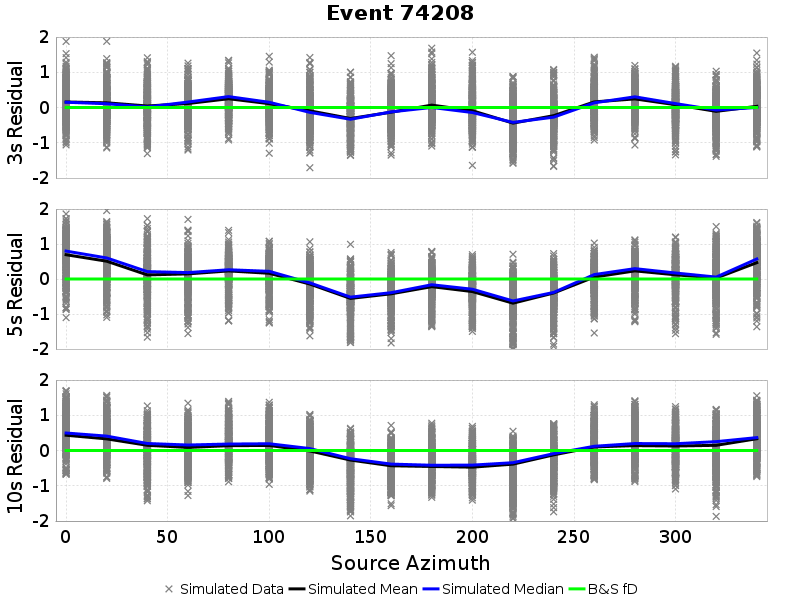 Event 74208
3s Residual
2
1
0
-1
-2
5s Residual
2
1
0
-1
-2
10s Residual
2
1
0
-1
-2
0 50 100 150 200 250 300
Source Azimuth
Simulated Data Simulated Mean Simulated Median B&S fD